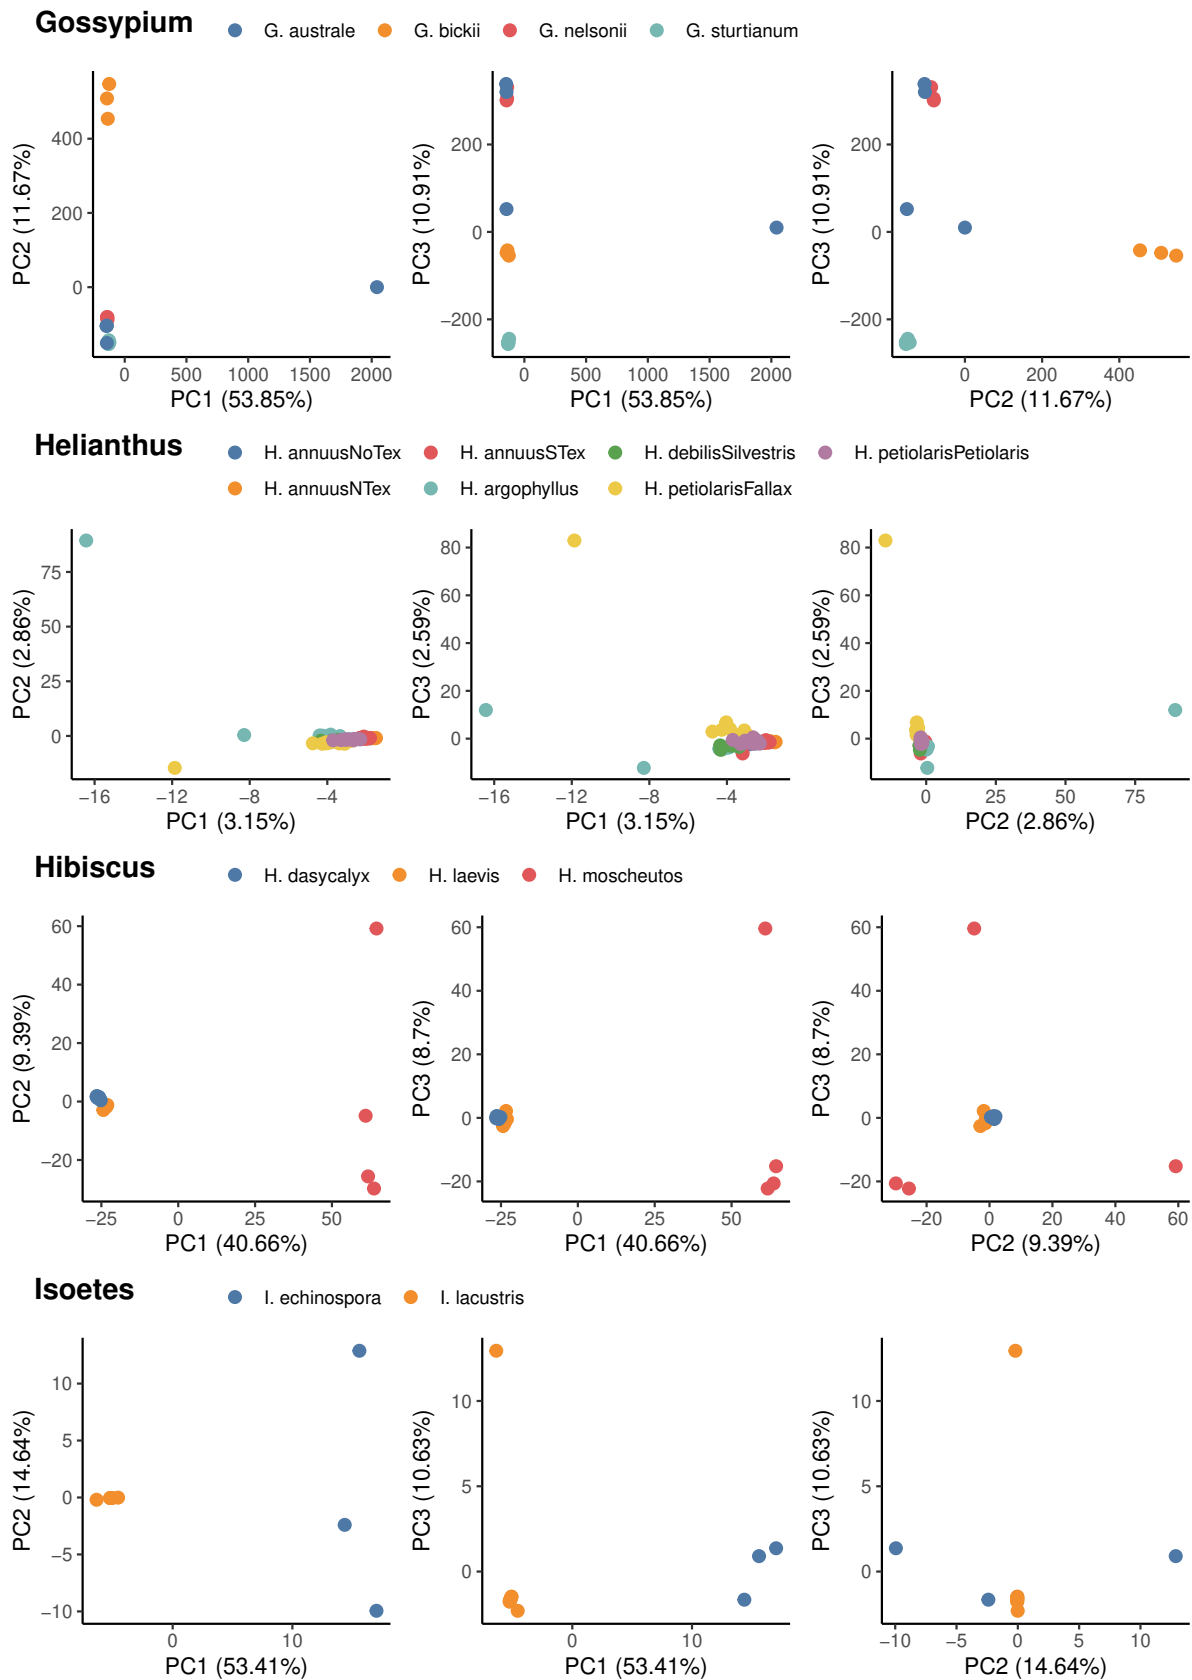 Gossypium
G. australe G. bickii G. nelsonii G. sturtianum
400
200
0
PC2 (11.67%)
0 500 1000 1500 2000
PC1 (53.85%)
200
0
−200
PC3 (10.91%)
0 500 1000 1500 2000
PC1 (53.85%)
200
0
−200
PC3 (10.91%)
0 200 400
PC2 (11.67%)
Helianthus
H. annuusNoTex H. annuusSTex H. debilisSilvestris H. petiolarisPetiolaris
H. annuusNTex H. argophyllus H. petiolarisFallax
75
50
25
0
PC2 (2.86%)
−16 −12 −8 −4
PC1 (3.15%)
80
60
40
20
0
PC3 (2.59%)
−16 −12 −8 −4
PC1 (3.15%)
80
60
40
20
0
PC3 (2.59%)
0 25 50 75
PC2 (2.86%)
Hibiscus
H. dasycalyx H. laevis H. moscheutos
60
40
20
0
−20
PC2 (9.39%)
−25 0 25 50
PC1 (40.66%)
60
40
20
0
−20
PC3 (8.7%)
−25 0 25 50
PC1 (40.66%)
60
40
20
0
−20
PC3 (8.7%)
−20 0 20 40 60
PC2 (9.39%)
Isoetes
I. echinospora I. lacustris
10
5
0
−5
−10
PC2 (14.64%)
0 10
PC1 (53.41%)
10
5
0
PC3 (10.63%)
0 10
PC1 (53.41%)
10
5
0
PC3 (10.63%)
−10 −5 0 5 10
PC2 (14.64%)